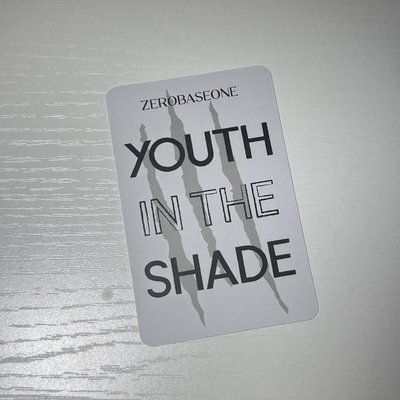 ZEROBASEONE
YOUTH
IN THE
SHADE